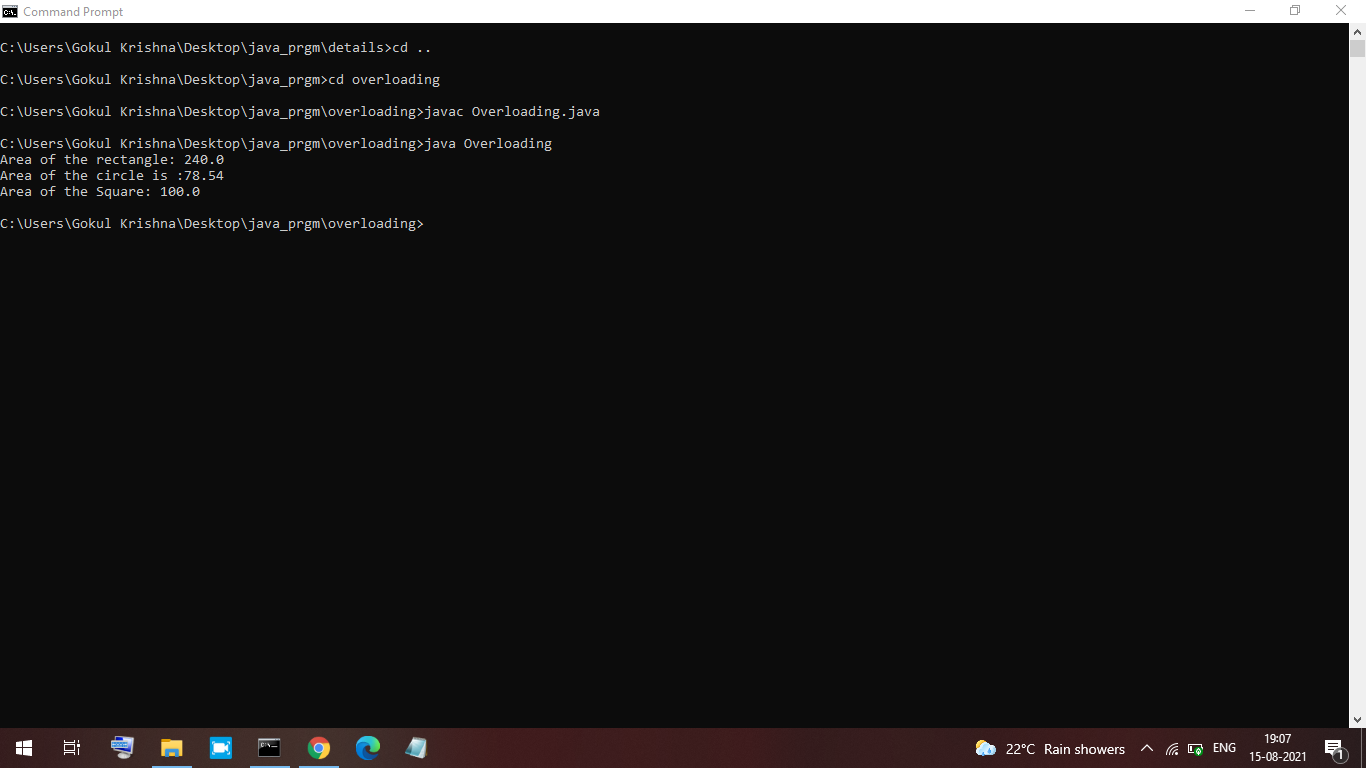 Command Prompt
C:\Users\Gokul Krishna\Desktop\java_prgm\details>cd ..
C:\Users\Gokul Krishna\Desktop\java_prgm>cd overloading
C:\Users\Gokul Krishna\Desktop\java_prgm\overloading>javac Overloading.java
C:\Users\Gokul Krishna\Desktop\java_prgm\overloading>java Overloading
Area of the rectangle: 240.0
Area of the circle is :78.54
Area of the Square: 100.0
C:\Users\Gokul Krishna\Desktop\java_prgm\overloading>
22°C Rain showers ENG 19:07
15-08-2021
1